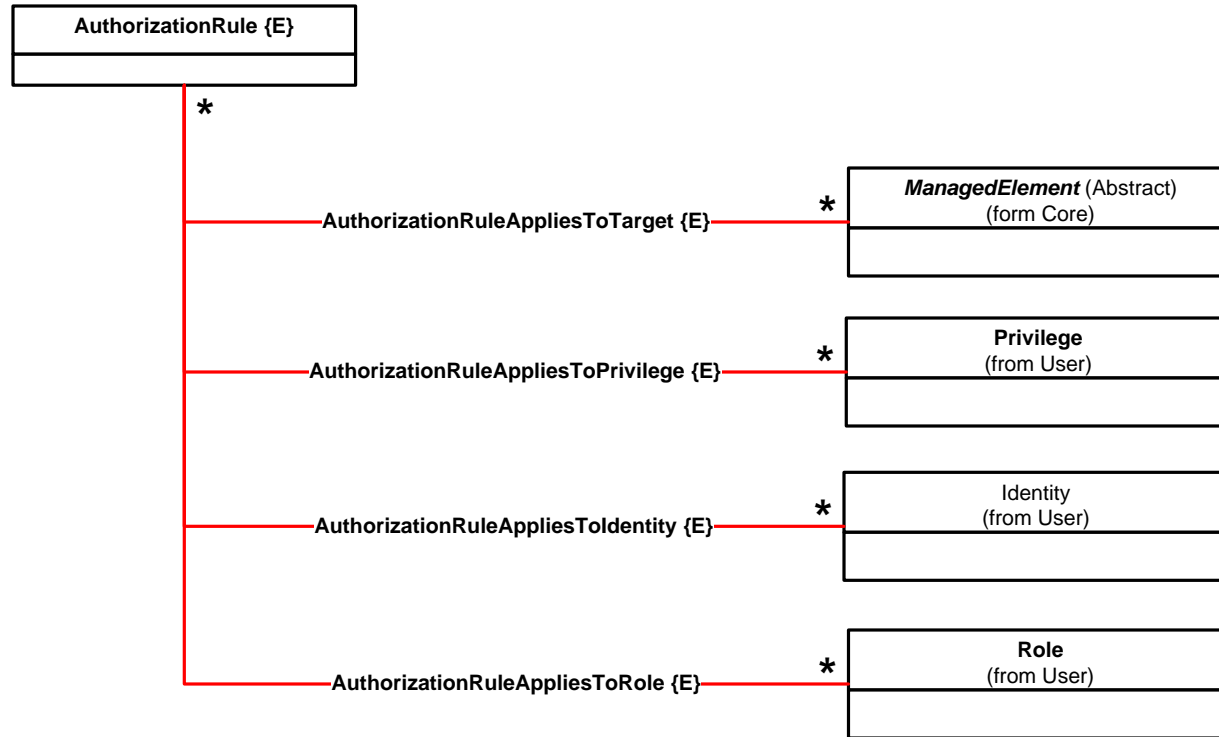 AuthorizationRule {E}
*
ManagedElement (Abstract)
(form Core)
AuthorizationRuleAppliesToTarget {E}
*
Privilege
(from User)
AuthorizationRuleAppliesToPrivilege {E}
*
Identity
(from User)
AuthorizationRuleAppliesToIdentity {E}
*
Role
(from User)
AuthorizationRuleAppliesToRole {E}
*